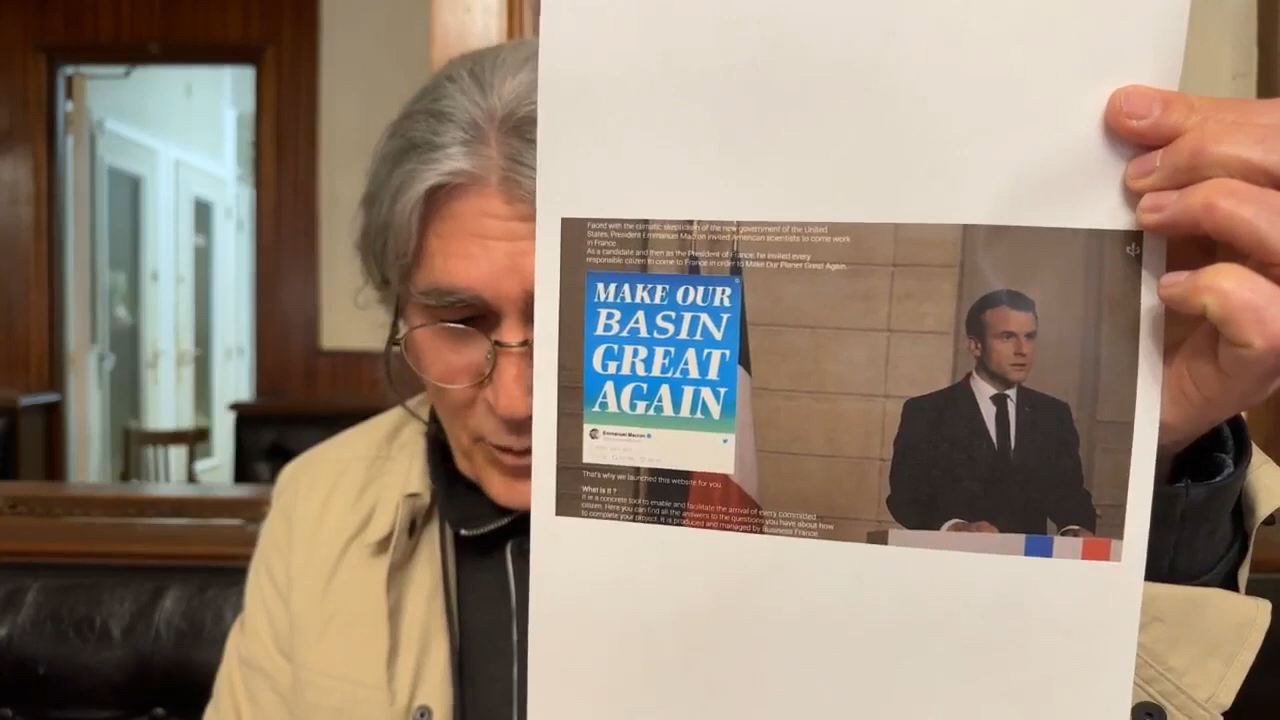 Faced with the climatic skepticism of the new government of the United
States, President Emmanuel Macron invited American scientists to come work
in France.
As a candidate and then as the President of France, he invited every
responsible citizen to come to France in order to Make Our Planet Great Again.
MAKE OUR
BASIN
GREAT
AGAIN
Emmanuel Macron
That's why we launched this website for you.
What is it ?
It is a concrete tool to enable and facilitate the arrival of every committed
citizen. Here you can find all the answers to the questions you have about how
to complete your project. It is produced and managed by Business France